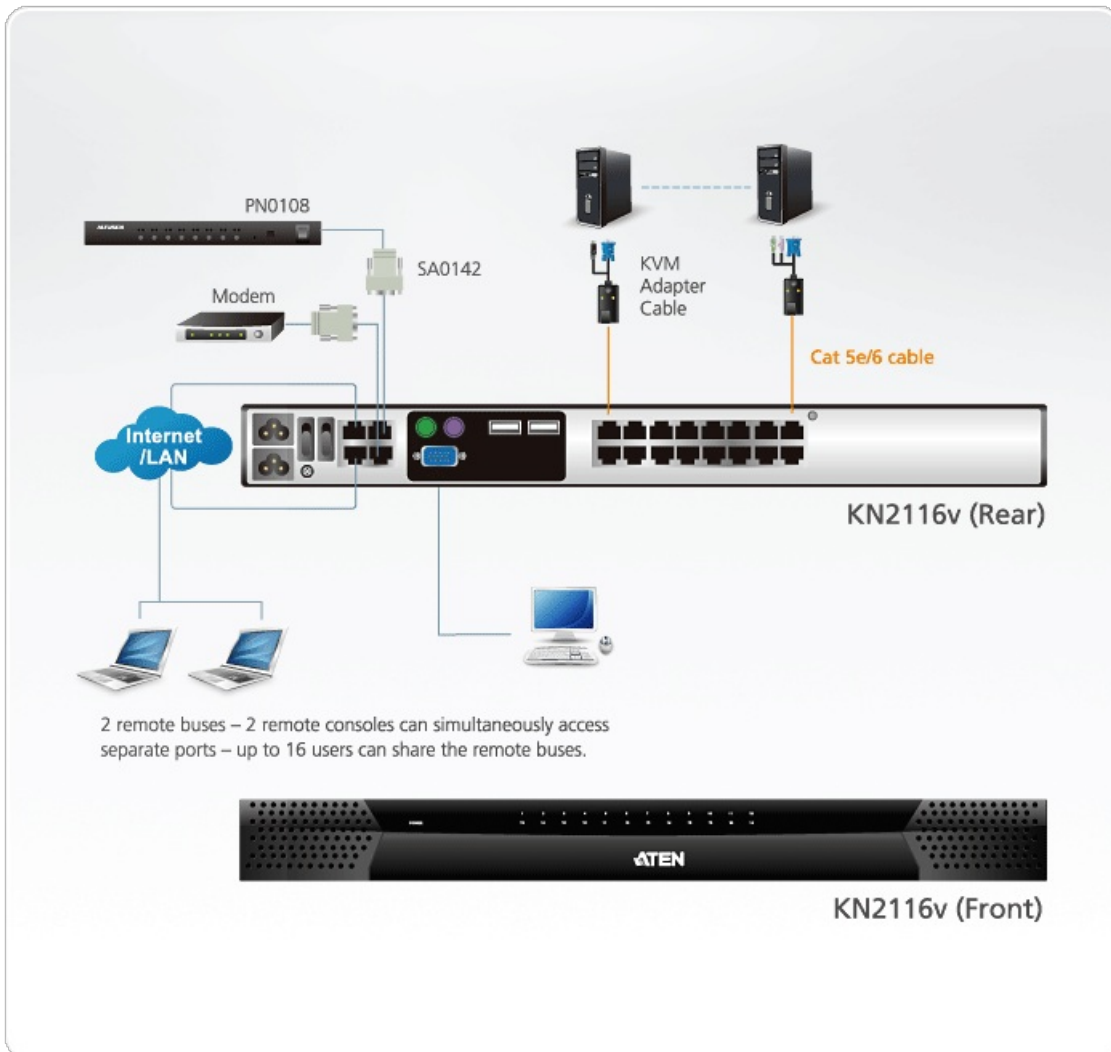 PN0108
SA0142
Modem
KVM
Adapter
Cable
Cat 5e/6 cable
Internet
/LAN
KN2116v (Rear)
2 remote buses – 2 remote consoles can simultaneously access
separate ports – up to 16 users can share the remote buses.
ATEN
KN2116v (Front)